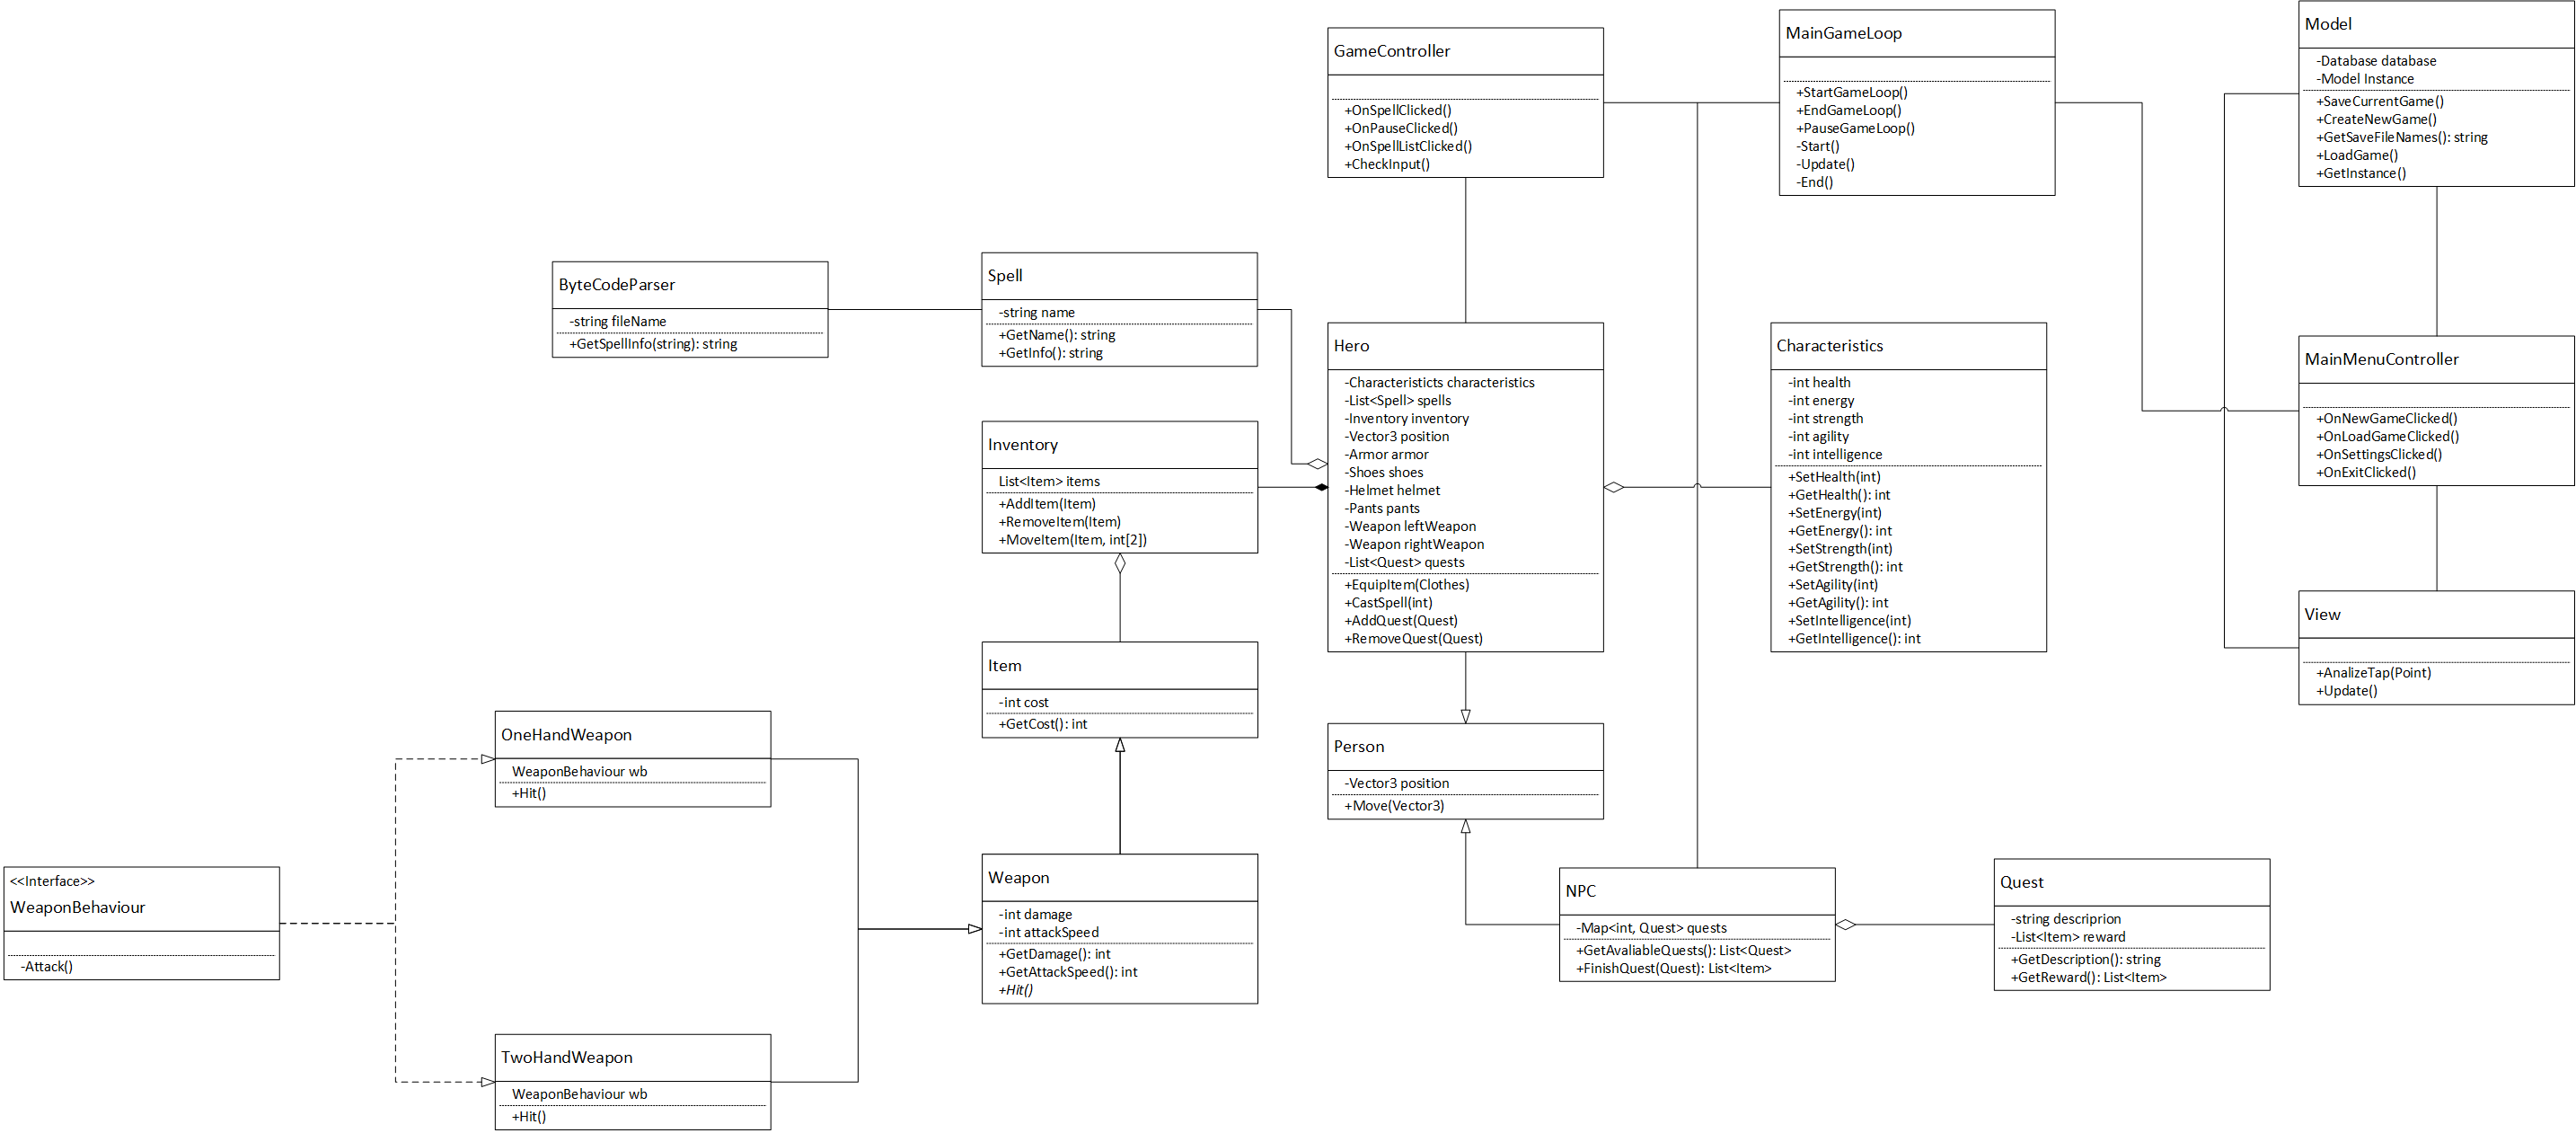 GameController
+OnSpellClicked()
+OnPauseClicked()
+OnSpellListClicked()
+CheckInput()
MainGameLoop
+StartGameLoop()
+EndGameLoop()
+PauseGameLoop()
-Start()
-Update()
-End()
Model
-Database database
-Model Instance
+SaveCurrentGame()
+CreateNewGame()
+GetSaveFileNames(): string
+LoadGame()
+GetInstance()
ByteCodeParser
-string fileName
+GetSpellInfo(string): string
Spell
-string name
+GetName(): string
+GetInfo(): string
Hero
-Characteristicts characteristics
-List<Spell> spells
-Inventory inventory
-Vector3 position
-Armor armor
-Shoes shoes
-Helmet helmet
-Pants pants
-Weapon leftWeapon
-Weapon rightWeapon
-List<Quest> quests
+EquipItem(Clothes)
+CastSpell(int)
+AddQuest(Quest)
+RemoveQuest(Quest)
Characteristics
-int health
-int energy
-int strength
-int agility
-int intelligence
+SetHealth(int)
+GetHealth(): int
+SetEnergy(int)
+GetEnergy(): int
+SetStrength(int)
+GetStrength(): int
+SetAgility(int)
+GetAgility(): int
+SetIntelligence(int)
+GetIntelligence(): int
MainMenuController
+OnNewGameClicked()
+OnLoadGameClicked()
+OnSettingsClicked()
+OnExitClicked()
Inventory
List<Item> items
+AddItem(Item)
+RemoveItem(Item)
+MoveItem(Item, int[2])
View
+AnalizeTap(Point)
+Update()
Item
-int cost
+GetCost(): int
OneHandWeapon
WeaponBehaviour wb
+Hit()
Person
-Vector3 position
+Move(Vector3)
<<Interface>>
WeaponBehaviour
-Attack()
Weapon
-int damage
-int attackSpeed
+GetDamage(): int
+GetAttackSpeed(): int
+Hit()
NPC
-Map<int, Quest> quests
+GetAvaliableQuests(): List<Quest>
+FinishQuest(Quest): List<Item>
Quest
-string descriprion
-List<Item> reward
+GetDescription(): string
+GetReward(): List<Item>
TwoHandWeapon
WeaponBehaviour wb
+Hit()